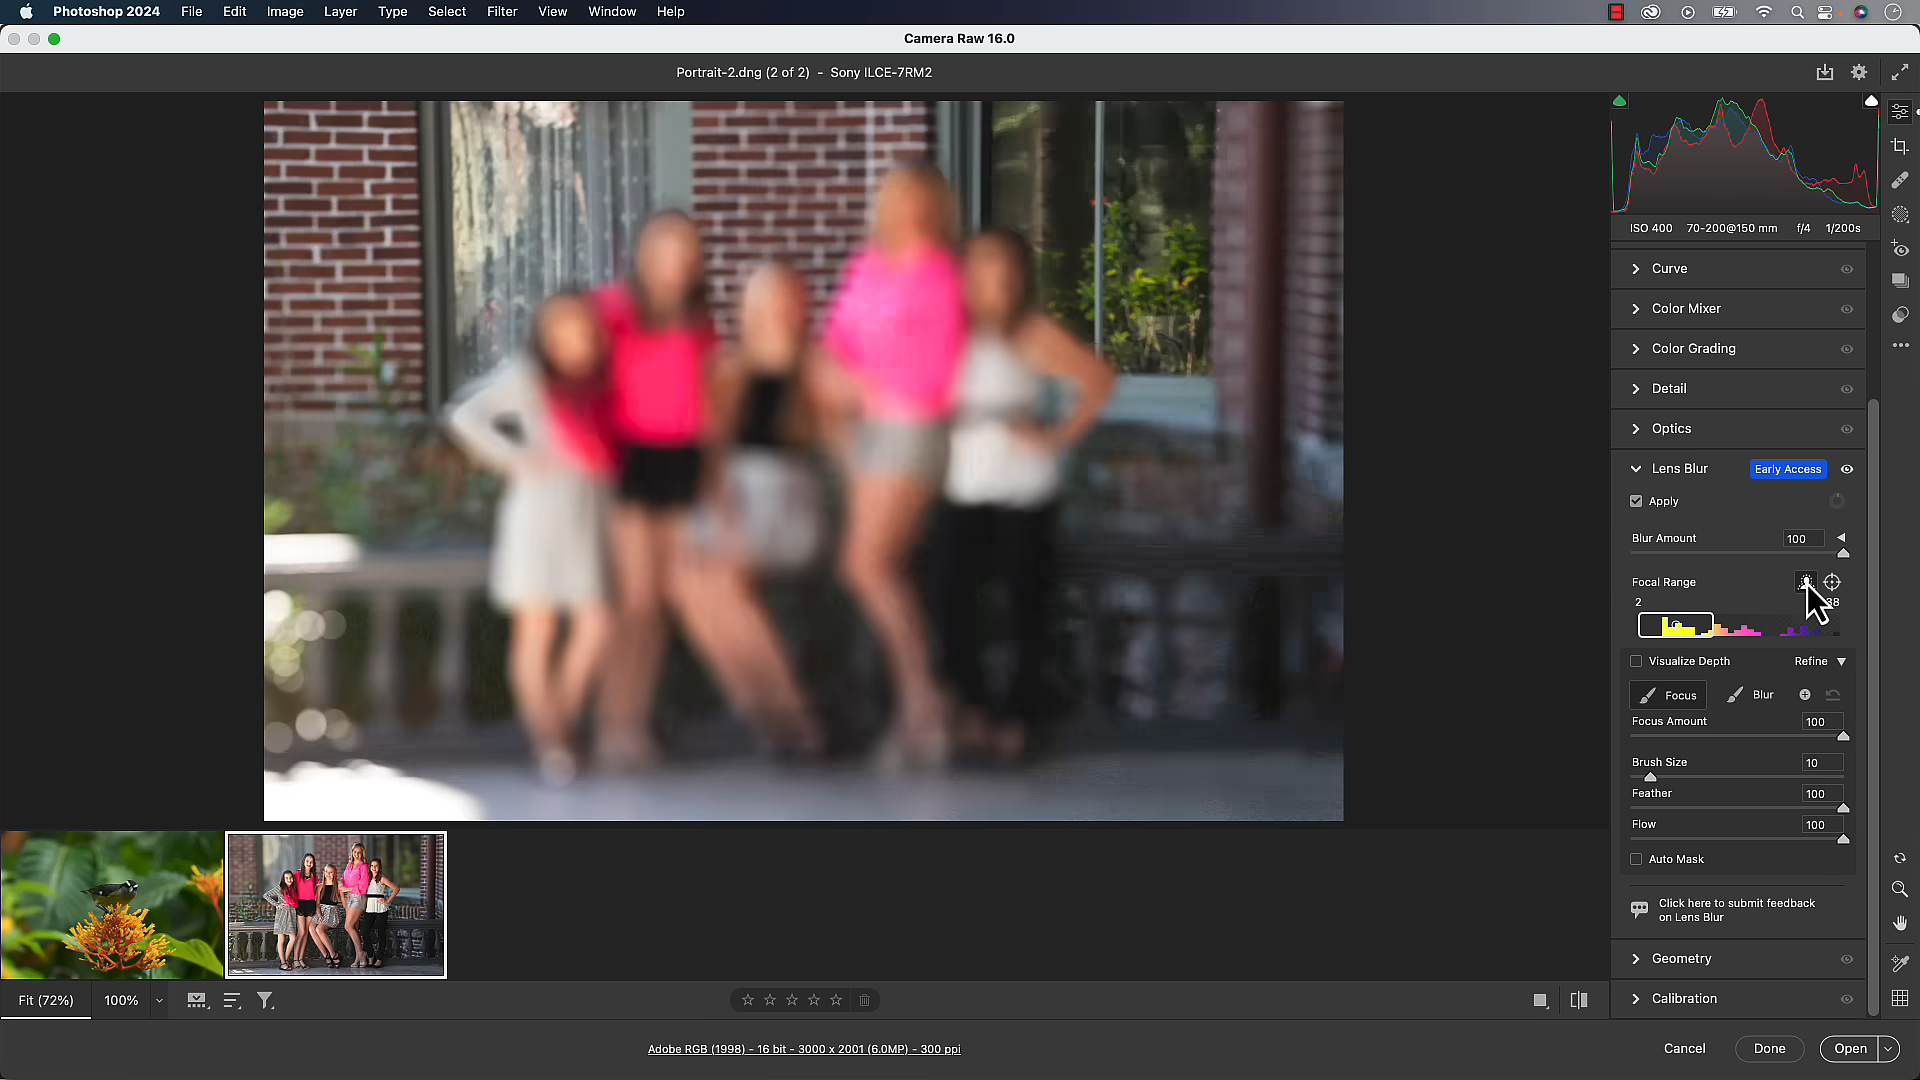 Photoshop 2024 File Edit Image Layer Type Select Filter View Window Help
Camera Raw 16.0
Portrait-2.dng (2 of 2) - Sony ILCE-7RM2
ISO 400 70-200@150 mm f/4 1/200s
Curve
Color Mixer
Color Grading
Detail
Optics
Lens Blur Early Access
Apply
Blur Amount 100
Focal Range
2
Visualize Depth Refine
Focus Blur
Focus Amount 100
Brush Size 10
Feather 100
Flow 100
Auto Mask
Click here to submit feedback
on Lens Blur
Geometry
Calibration
Fit (72%) 100%
Adobe RGB (1998) - 16 bit - 3000 x 2001 (6.0MP) - 300 ppi
Cancel Done Open